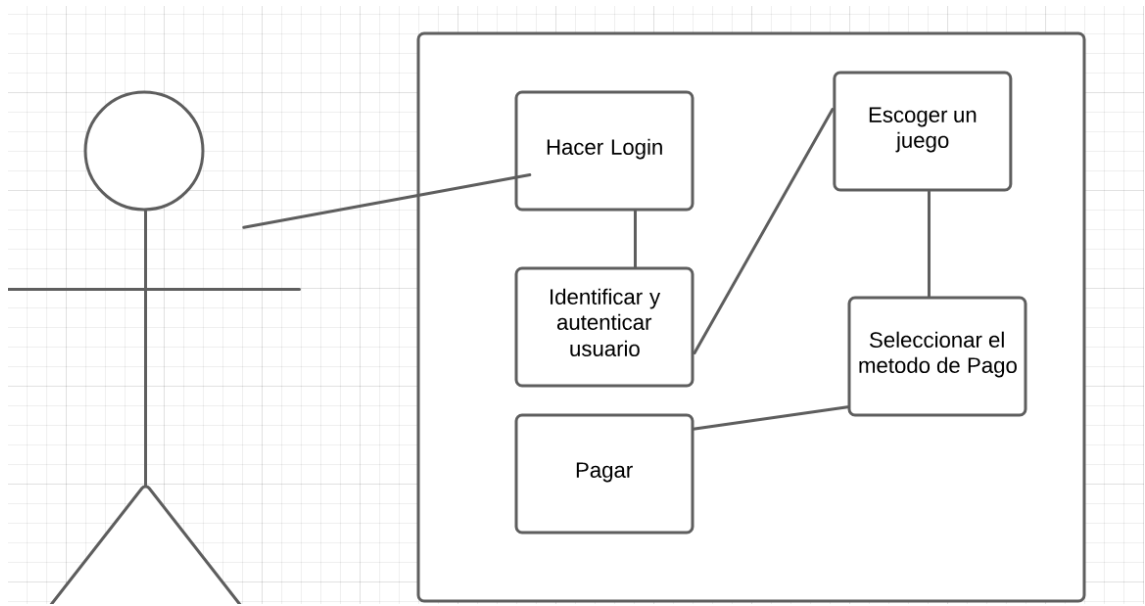 Hacer Login
Identificar y
autenticar
usuario
Pagar
Escoger un
juego
Seleccionar el
metodo de Pago